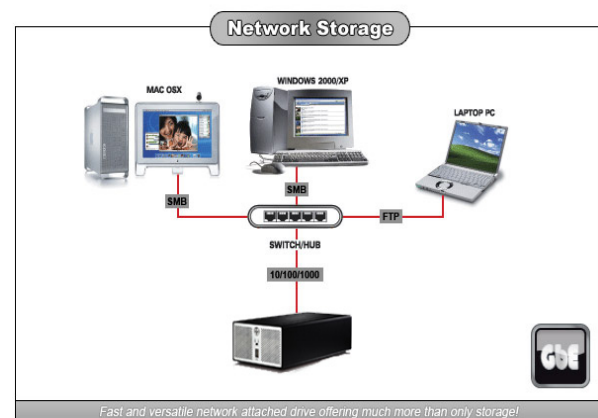 Network Storage
MAC OSX
WINDOWS 2000/XP
LAPTOP PC
SMB
SMB
FTP
SWITCH/HUB
10/100/1000
GbE
Fast and versatile network attached drive offering much more than only storage!